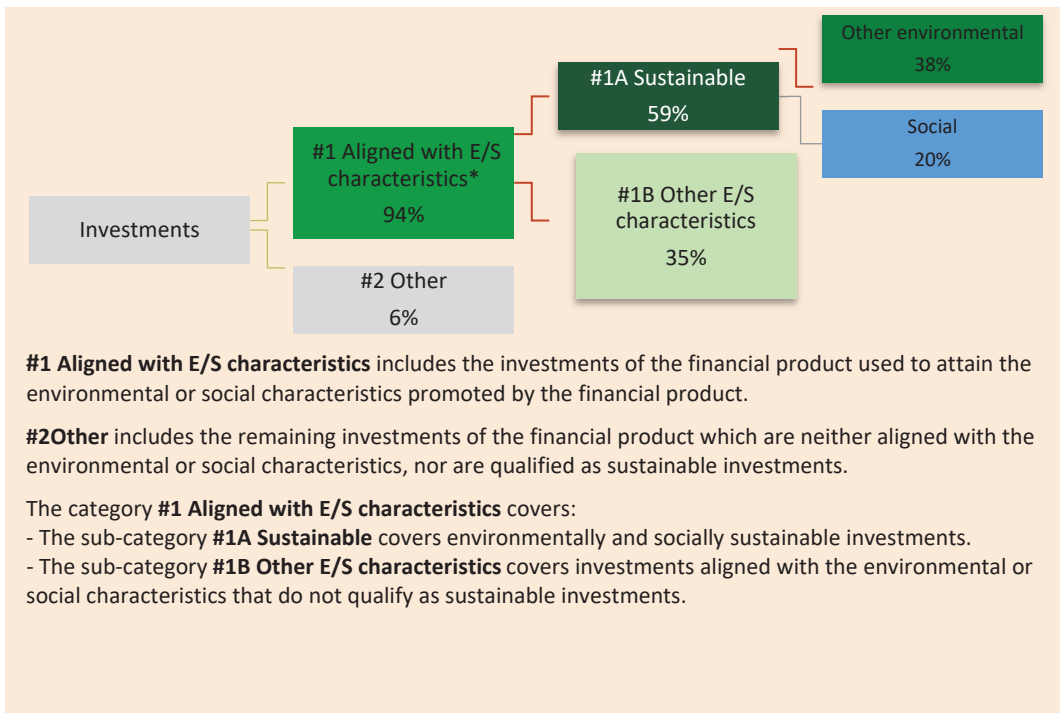 Other environmental
38%
#1A Sustainable
59%
Social
20%
#1 Aligned with E/S
characteristics*
94%
#1B Other E/S
characteristics
35%
Investments
#2 Other
6%
#1 Aligned with E/S characteristics includes the investments of the financial product used to attain the
environmental or social characteristics promoted by the financial product.
#2Other includes the remaining investments of the financial product which are neither aligned with the
environmental or social characteristics, nor are qualified as sustainable investments.
The category #1 Aligned with E/S characteristics covers:
- The sub-category #1A Sustainable covers environmentally and socially sustainable investments.
- The sub-category #1B Other E/S characteristics covers investments aligned with the environmental or
social characteristics that do not qualify as sustainable investments.